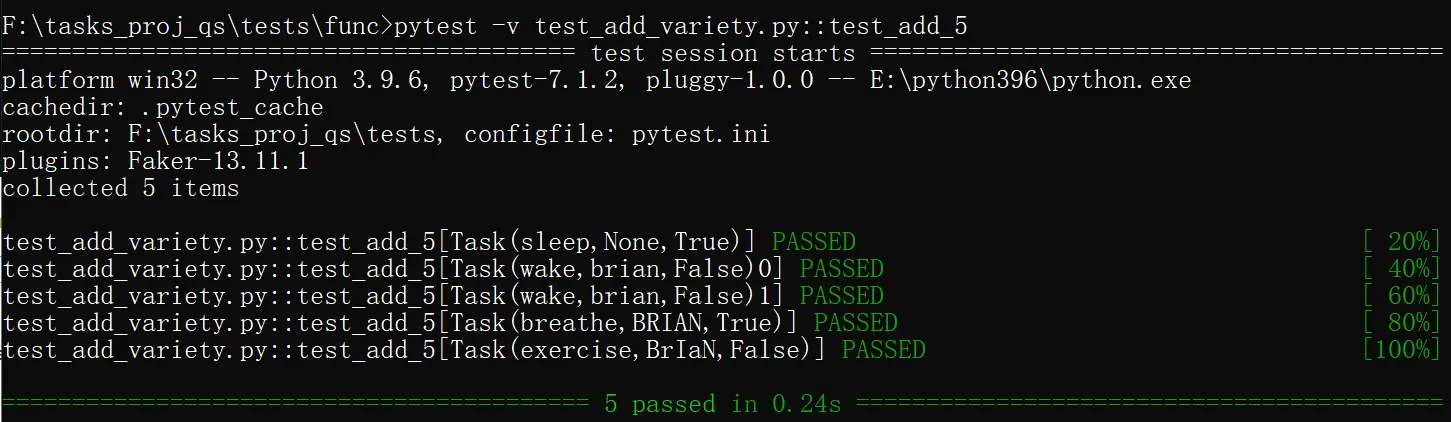 F:\tasks_proj_qs\tests\func>pytest -v test_add_variety.py::test_add_5
========================================= test session starts =========================================
platform win32 -- Python 3.9.6, pytest-7.1.2, pluggy-1.0.0 -- E:\python396\python.exe
cachedir: .pytest_cache
rootdir: F:\tasks_proj_qs\tests, configfile: pytest.ini
plugins: Faker-13.11.1
collected 5 items

test_add_variety.py::test_add_5[Task(sleep,None,True)] PASSED [ 20%]
test_add_variety.py::test_add_5[Task(wake,brian,False)0] PASSED [ 40%]
test_add_variety.py::test_add_5[Task(wake,brian,False)1] PASSED [ 60%]
test_add_variety.py::test_add_5[Task(breathe,BRIAN,True)] PASSED [ 80%]
test_add_variety.py::test_add_5[Task(exercise,BrIaN,False)] PASSED [100%]

========================================== 5 passed in 0.24s ==========================================